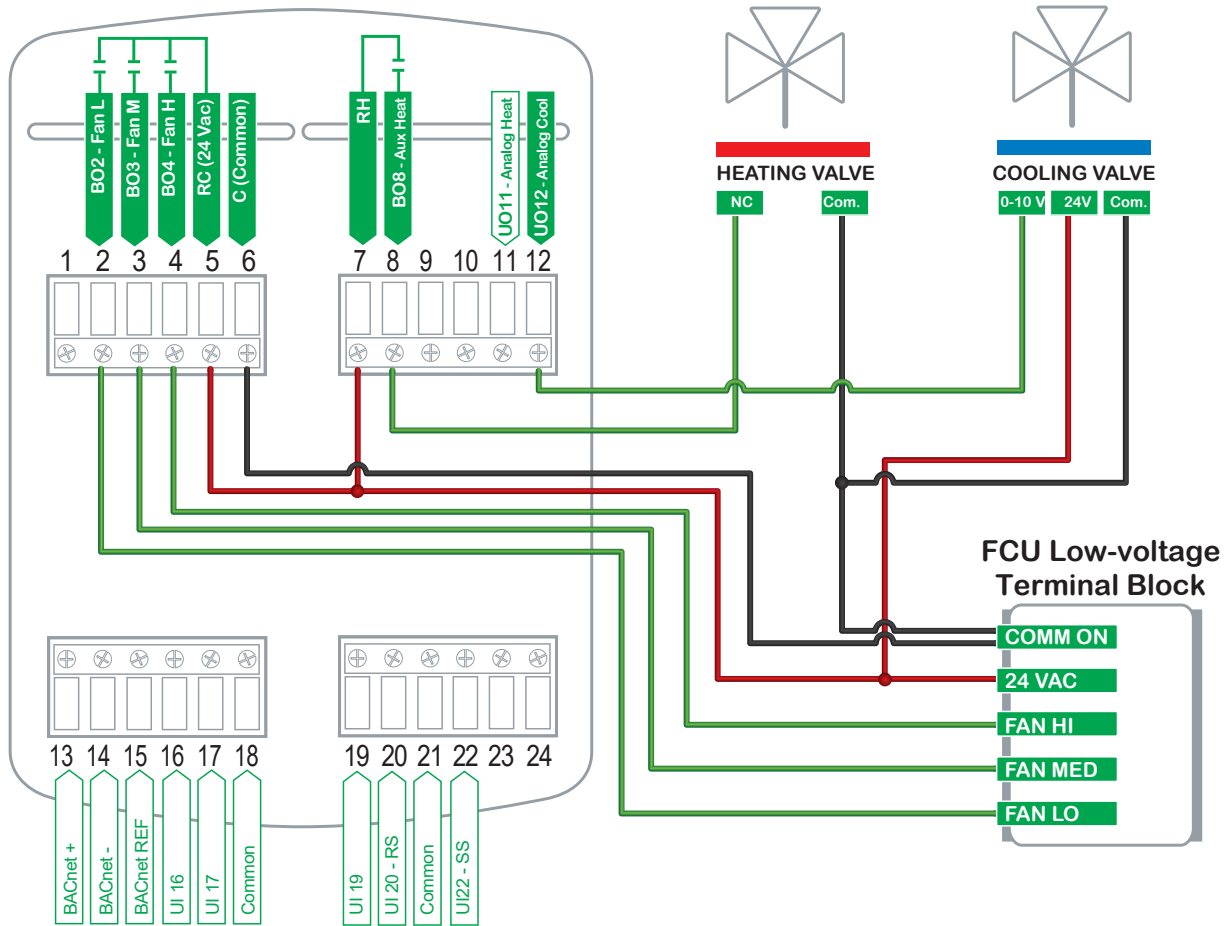 BO2 - Fan L
BO3 - Fan M
BO4 - Fan H
RC (24 Vac)
C (Common)
RH
BO8 - Aux Heat
UO11 - Analog Heat
UO12 - Analog Cool
HEATING VALVE
COOLING VALVE
NC
Com.
0-10 V
24V
Com.
1 2 3 4 5 6
7 8 9 10 11 12
FCU Low-voltage
Terminal Block
COMM ON
24 VAC
FAN HI
FAN MED
FAN LO
13 14 15 16 17 18
19 20 21 22 23 24
BACnet +
BACnet -
BACnet REF
UI 16
UI 17
Common
UI 19
UI 20 - RS
Common
UI22 - SS